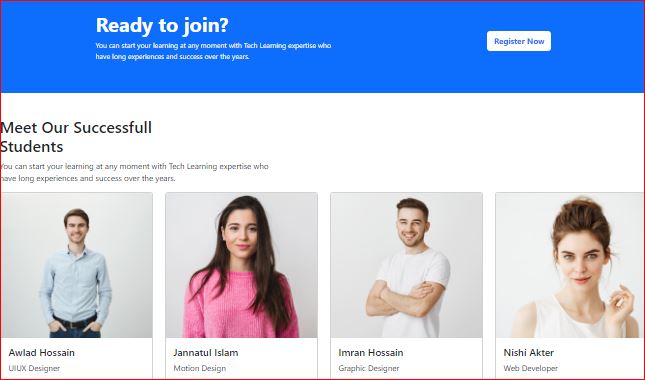 Ready to join?
You can start your learning at any moment with Tech Learning expertise who
have long experiences and success over the years.
Register Now
Meet Our Successfull
Students
You can start your learning at any moment with Tech Learning expertise who
have long experiences and success over the years.
Awlad Hossain
UIUX Designer
Jannatul Islam
Motion Design
Imran Hossain
Graphic Designer
Nishi Akter
Web Developer